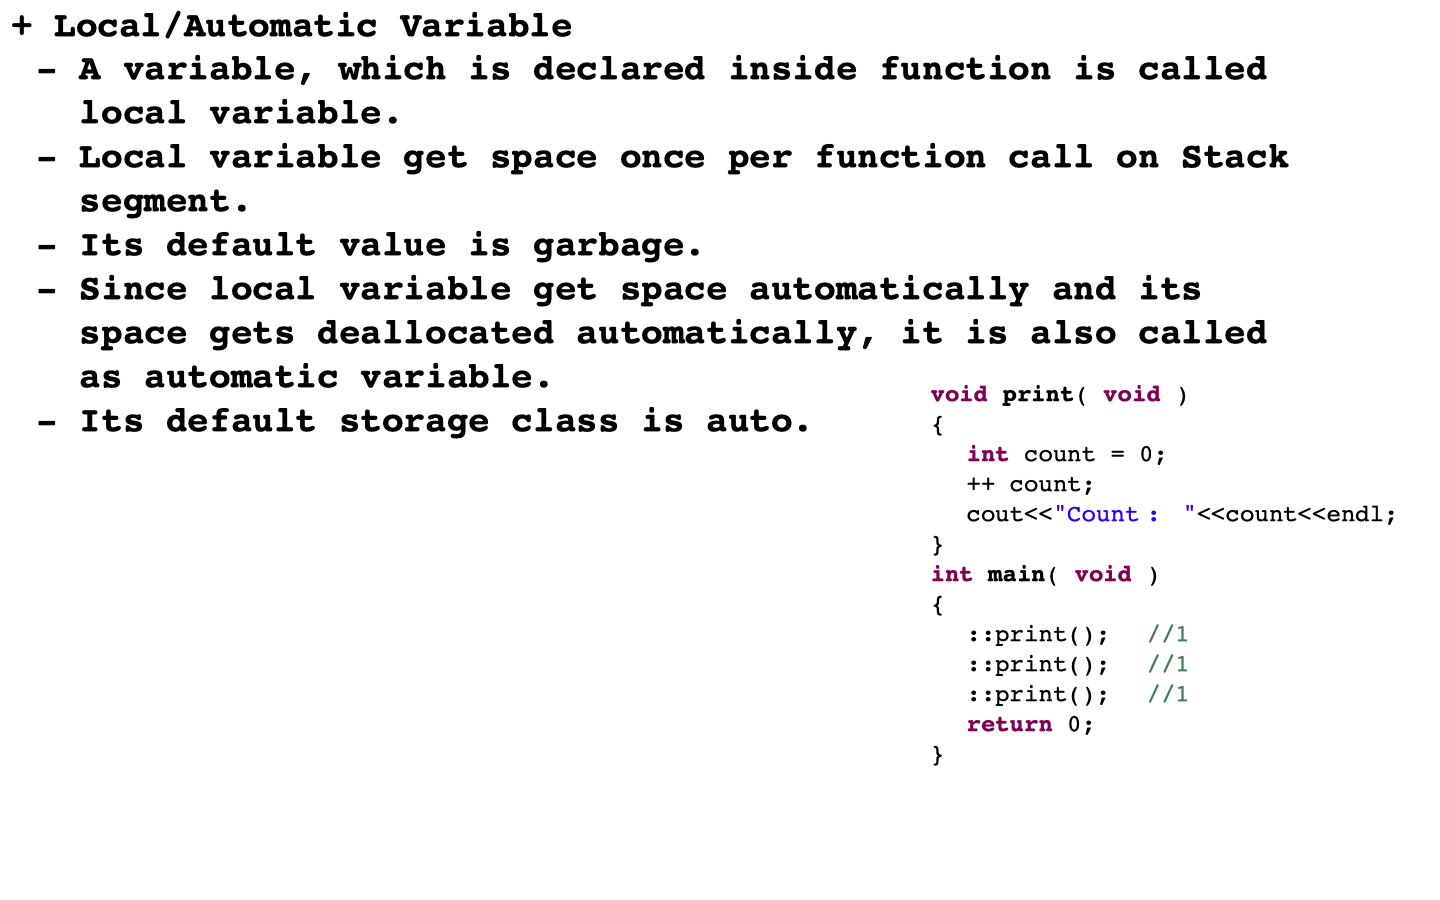 + Local/Automatic Variable
- A variable, which is declared inside function is called
local variable.
- Local variable get space once per function call on Stack
segment.
- Its default value is garbage.
- Since local variable get space automatically and its
space gets deallocated automatically, it is also called
as automatic variable.
- Its default storage class is auto.
void print( void )
{
int count = 0;
++ count;
cout<<"Count : "<<count<<endl;
}
int main( void )
{
::print(); //1
::print(); //1
::print(); //1
return 0;
}